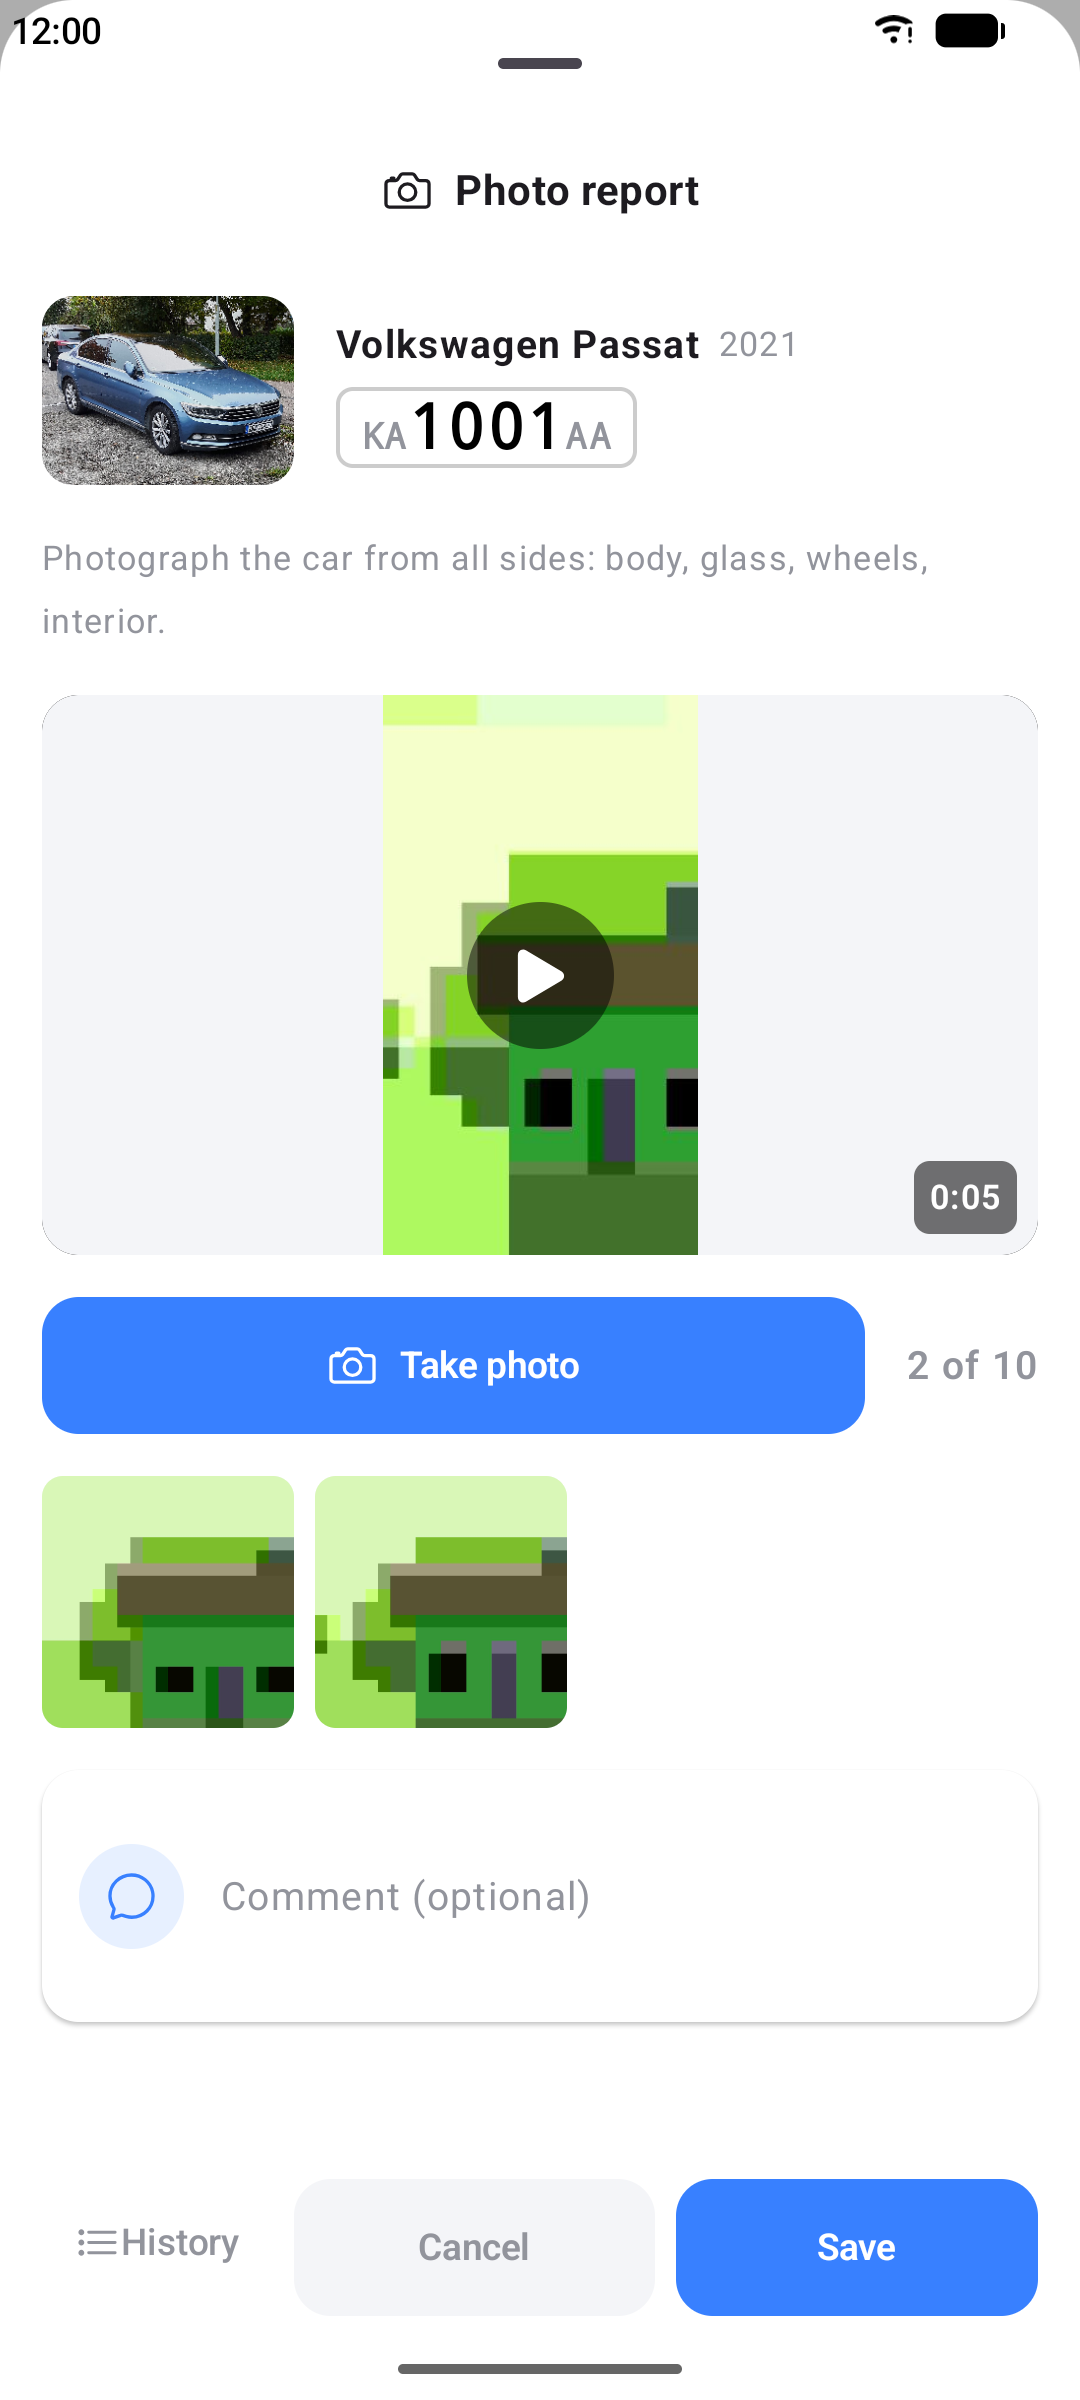 12:00
Photo report
Volkswagen Passat 2021
KA 1001 AA
Photograph the car from all sides: body, glass, wheels,
interior.
0:05
Take photo
2 of 10
Comment (optional)
History
Cancel
Save